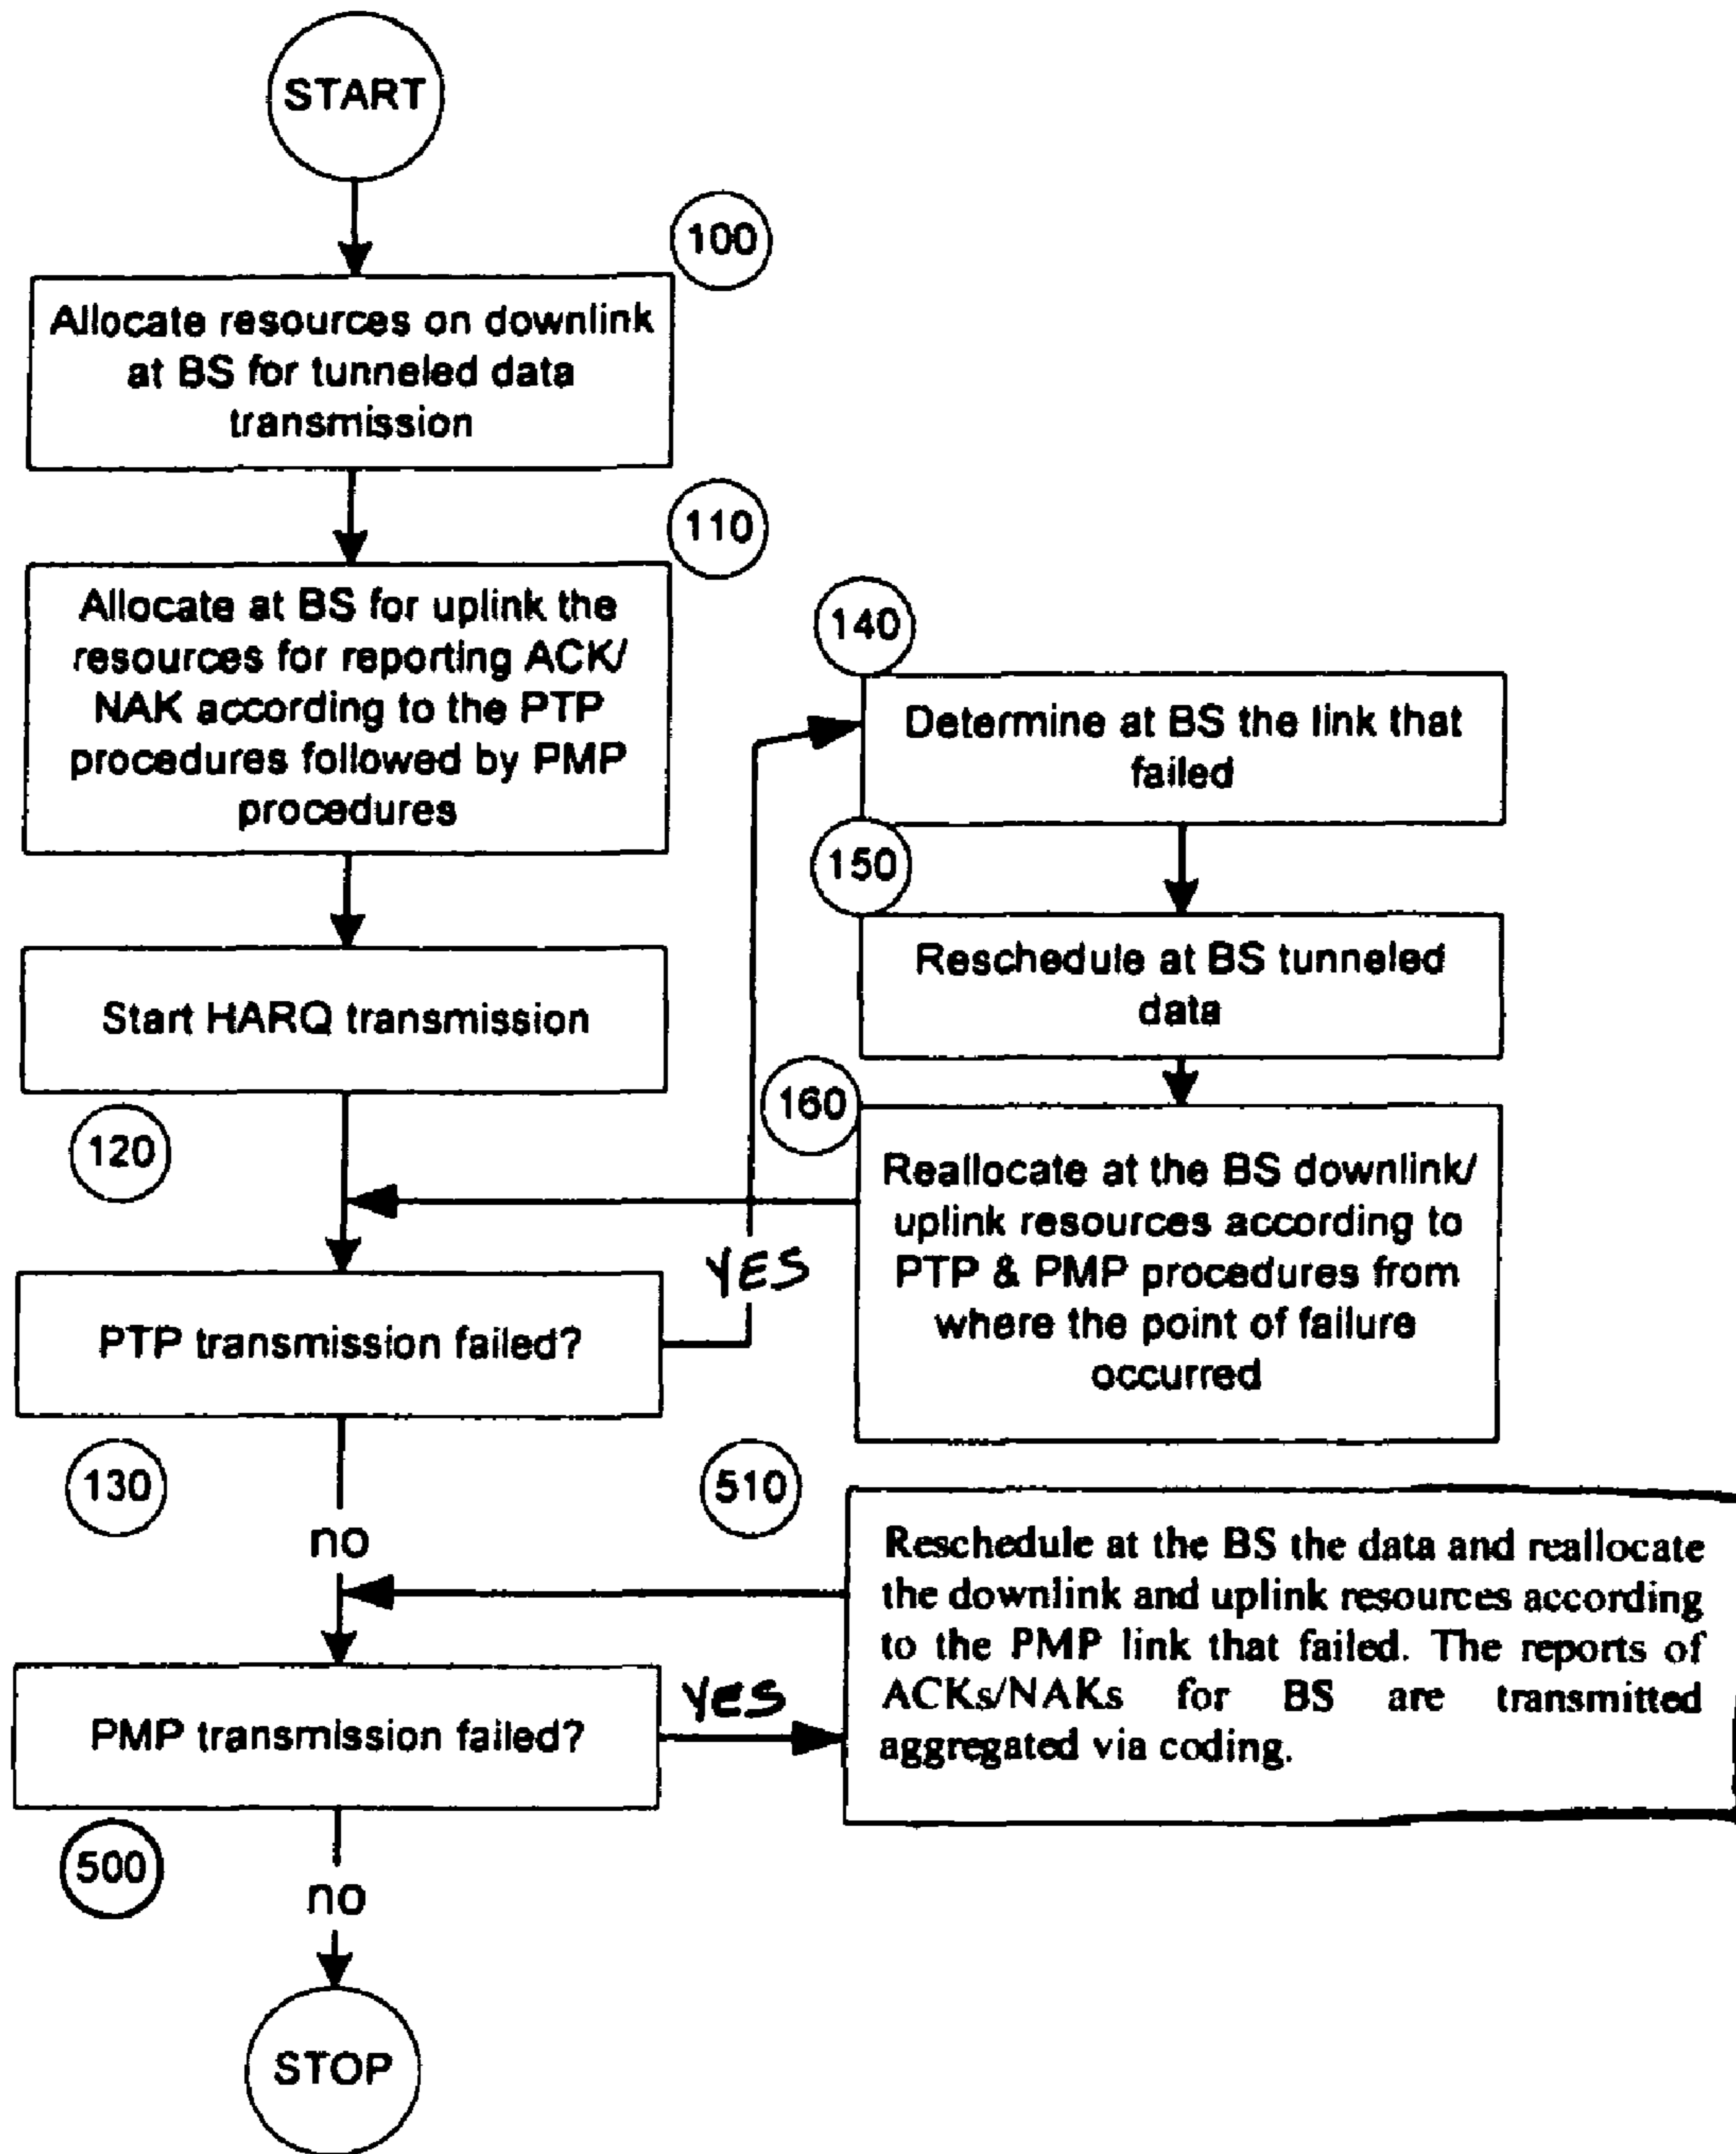 START
100
Allocate resources on downlink
at BS for tunneled data
transmission
110
Allocate at BS for uplink the
resources for reporting ACK/
NAK according to the PTP
procedures followed by PMP
procedures
Start HARQ transmission
120
PTP transmission failed?
YES
130
no
140
Determine at BS the link that
failed
150
Reschedule at BS tunneled
data
160
Reallocate at the BS downlink/
uplink resources according to
PTP & PMP procedures from
where the point of failure
occurred
510
Reschedule at the BS the data and reallocate
the downlink and uplink resources according
to the PMP link that failed. The reports of
ACKs/NAKs for BS are transmitted
aggregated via coding.
PMP transmission failed?
YES
500
no
STOP